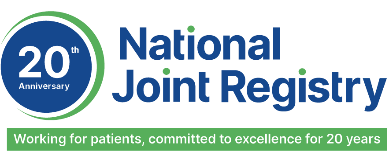 20th
Anniversary
National
Joint Registry
Working for patients, committed to excellence for 20 years